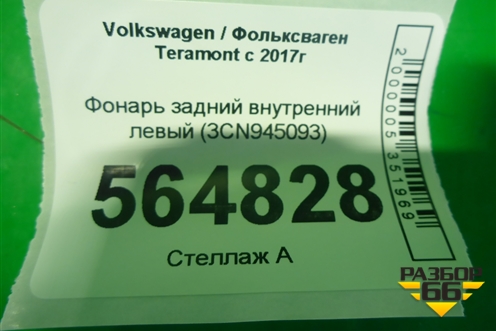 Volkswagen / Фольксваген
Teramont с 2017г
Фонарь задний внутренний
левый (3CN945093)
564828
Стеллаж А
2000005351969
РАЗБОР
66